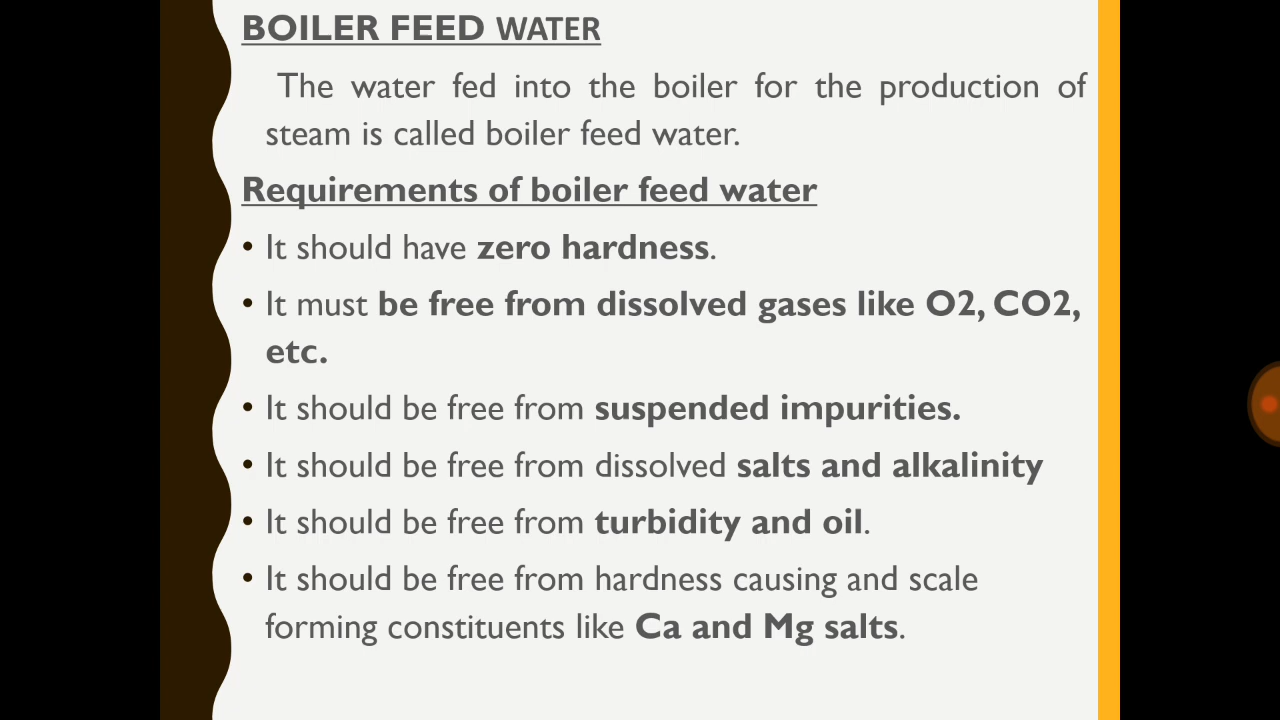 BOILER FEED WATER
The water fed into the boiler for the production of
steam is called boiler feed water.
Requirements of boiler feed water
• It should have zero hardness.
• It must be free from dissolved gases like O2, CO2,
etc.
• It should be free from suspended impurities.
• It should be free from dissolved salts and alkalinity
• It should be free from turbidity and oil.
• It should be free from hardness causing and scale
forming constituents like Ca and Mg salts.